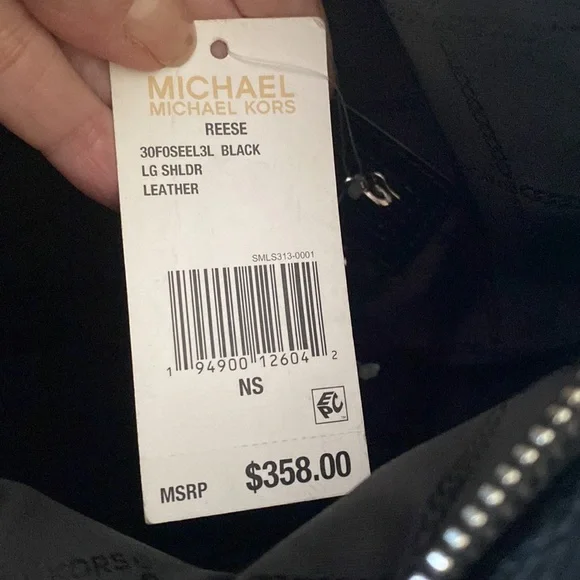 MICHAEL
MICHAEL KORS
REESE
30F0SEEL3L BLACK
LG SHLDR
LEATHER
SMLS313-0001
1 94900 12604 2
NS
EPC
MSRP $358.00
KORS